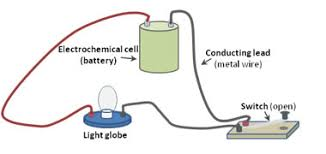 Electrochemical cell
(battery)
Conducting lead
(metal wire)
Switch (open)
Light globe